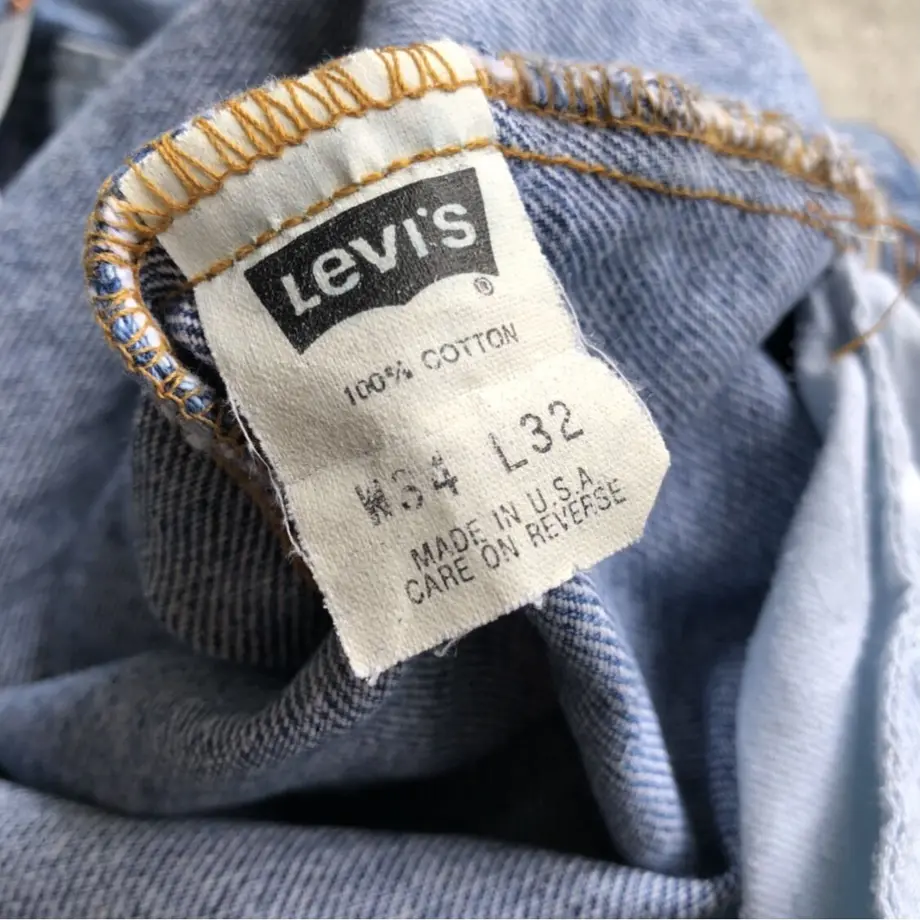 Levi's ®
100% COTTON
W34 L32
MADE IN U.S.A.
CARE ON REVERSE